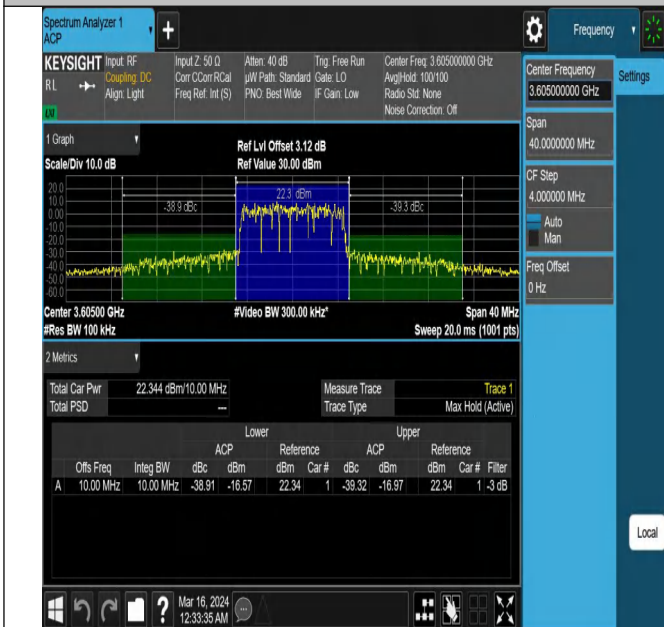 Spectrum Analyzer 1
ACP
Frequency
KEYSIGHT
RL
LXI
Input: RF
Coupling: DC
Align: Light
Input Z: 50 Ω
Corr CCorr RCal
Freq Ref: Int (S)
Atten: 40 dB
µW Path: Standard
PNO: Best Wide
Trig: Free Run
Gate: LO
IF Gain: Low
Center Freq: 3.605000000 GHz
Avg|Hold: 100/100
Radio Std: None
Noise Correction: Off
Center Frequency
3.605000000 GHz
Settings
Span
40.0000000 MHz
CF Step
4.000000 MHz
Auto
Man
Freq Offset
0 Hz
Local
1 Graph
Scale/Div 10.0 dB
Ref Lvl Offset 3.12 dB
Ref Value 30.00 dBm
20.0
10.0
0.00
-10.0
-20.0
-30.0
-40.0
-50.0
-60.0
-38.9 dBc
22.3 dBm
-39.3 dBc
Center 3.60500 GHz
#Video BW 300.00 kHz*
Span 40 MHz
#Res BW 100 kHz
Sweep 20.0 ms (1001 pts)
2 Metrics
Total Car Pwr 22.344 dBm/10.00 MHz
Total PSD ---
Measure Trace Trace 1
Trace Type Max Hold (Active)
Lower Upper
ACP Reference ACP Reference
Offs Freq Integ BW dBc dBm dBm Car # dBc dBm dBm Car # Filter
A 10.00 MHz 10.00 MHz -38.91 -16.57 22.34 1 -39.32 -16.97 22.34 1 -3 dB
Mar 16, 2024
12:33:35 AM